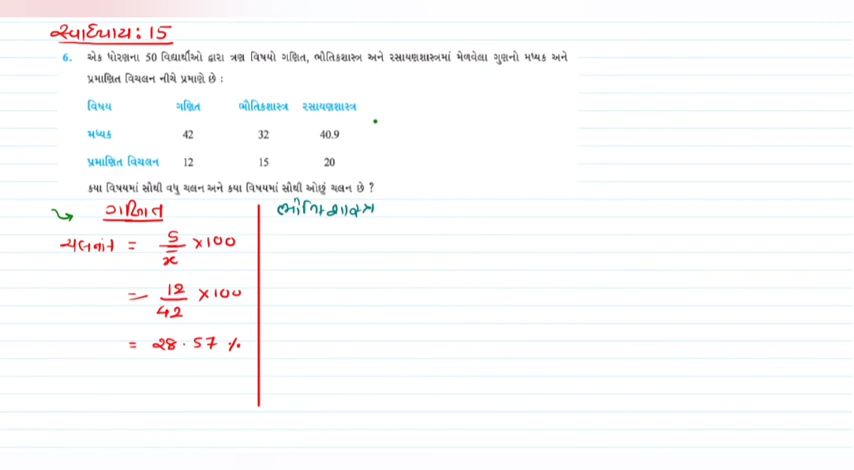 સ્વાધ્યાય: 15
6. એક ધોરણના 50 વિદ્યાર્થીઓ દ્વારા ત્રણ વિષયો ગણિત, ભૌતિકશાસ્ત્ર અને રસાયણશાસ્ત્રમાં મેળવેલા ગુણનો મધ્યક અને
પ્રમાણિત વિચલન નીચે પ્રમાણે છે :
વિષય ગણિત ભૌતિકશાસ્ત્ર રસાયણશાસ્ત્ર
મધ્યક 42 32 40.9
પ્રમાણિત વિચલન 12 15 20
કયા વિષયમાં સૌથી વધુ ચલન અને કયા વિષયમાં સૌથી ઓછું ચલન છે ?
ગણિત
ચલનાંક = S/x̄ × 100
= 12/42 × 100
= 28.57 %